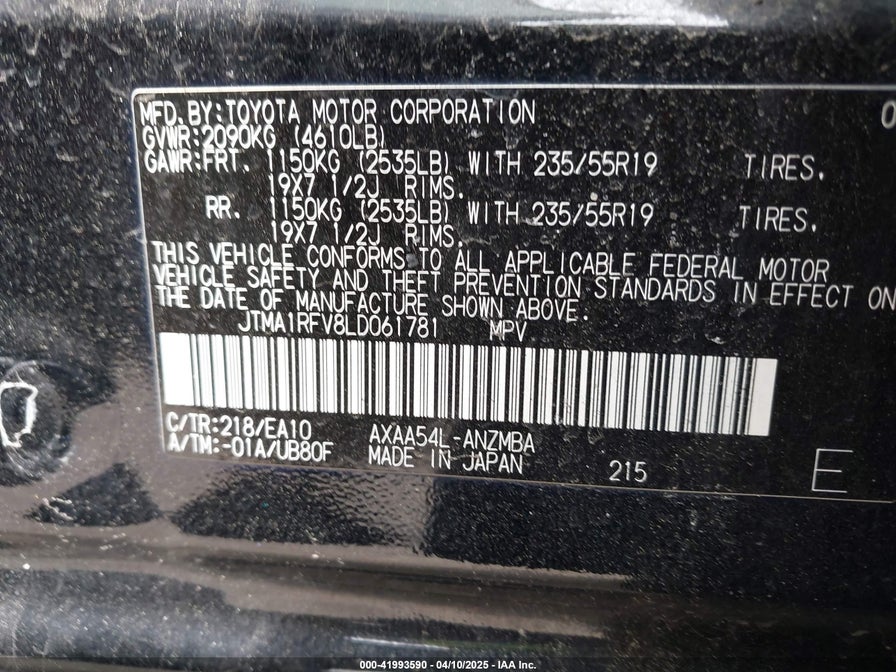 MFD.BY:TOYOTA MOTOR CORPORATION 0
GVWR:2090KG (4610LB)
GAWR:FRT. 1150KG (2535LB) WITH 235/55R19 TIRES.
19X7 1/2J RIMS.
RR. 1150KG (2535LB) WITH 235/55R19 TIRES.
19X7 1/2J RIMS.
THIS VEHICLE CONFORMS TO ALL APPLICABLE FEDERAL MOTOR
VEHICLE SAFETY AND THEFT PREVENTION STANDARDS IN EFFECT ON
THE DATE OF MANUFACTURE SHOWN ABOVE.
JTMA1RFV8LD061781 MPV
C/TR:218/EA10 AXAA54L-ANZMBA
A/TM:-01A/UB80F MADE IN JAPAN 215 E
000-41993590 - 04/10/2025 - IAA Inc.